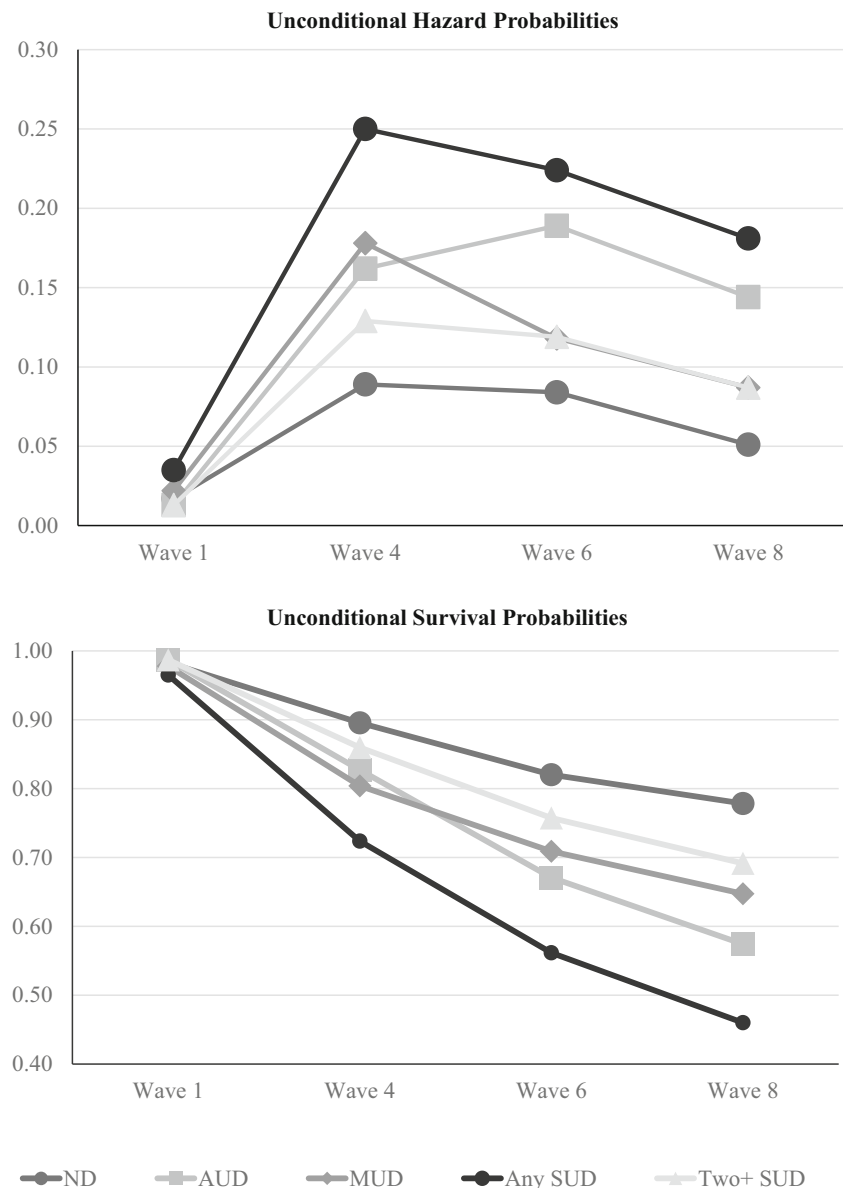 Unconditional Hazard Probabilities
0.30
0.25
0.20
0.15
0.10
0.05
0.00
Wave 1 Wave 4 Wave 6 Wave 8
Unconditional Survival Probabilities
1.00
0.90
0.80
0.70
0.60
0.50
0.40
Wave 1 Wave 4 Wave 6 Wave 8
ND AUD MUD Any SUD Two+ SUD